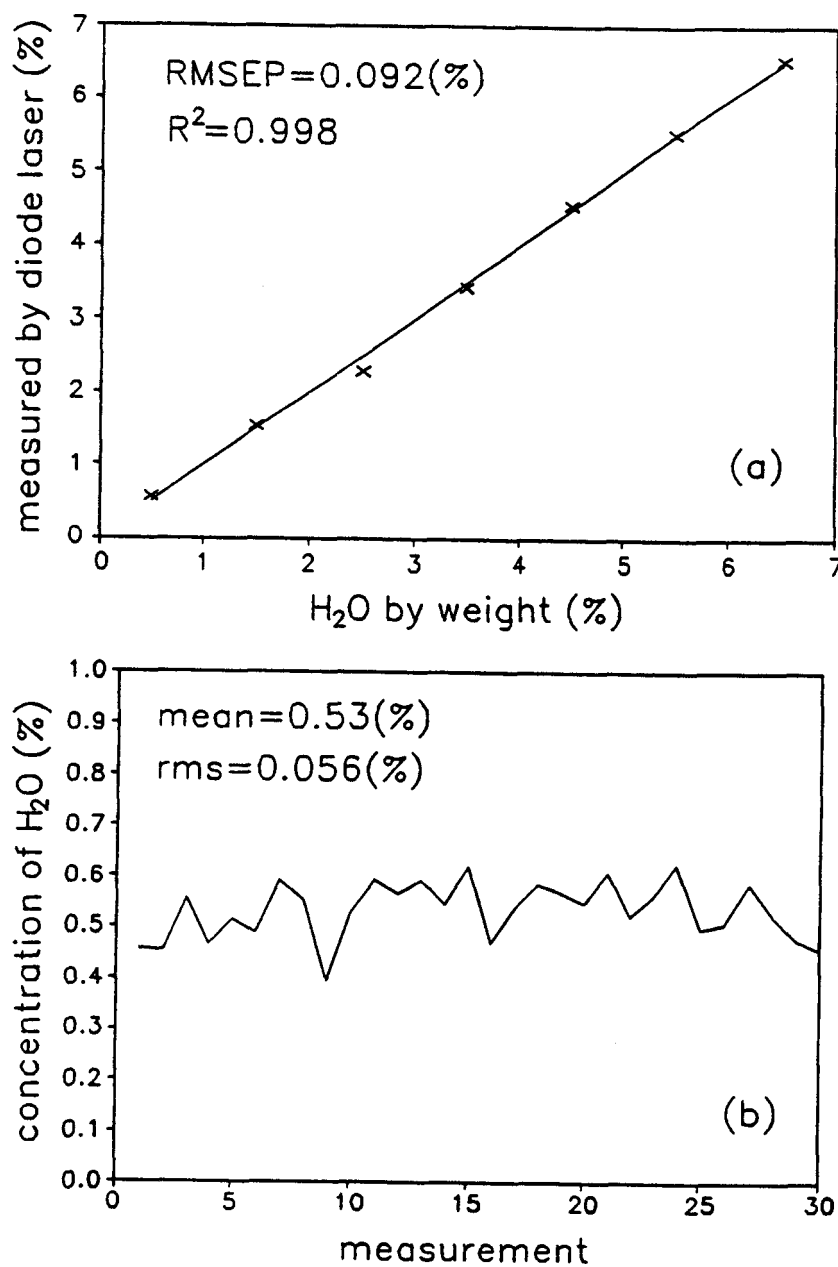 7
6
5
4
3
2
1
0
measured by diode laser (%)
RMSEP=0.092(%)
R²=0.998
(a)
0 1 2 3 4 5 6 7
H₂O by weight (%)
1.0
0.9
0.8
0.7
0.6
0.5
0.4
0.3
0.2
0.1
0.0
concentration of H₂O (%)
mean=0.53(%)
rms=0.056(%)
(b)
0 5 10 15 20 25 30
measurement